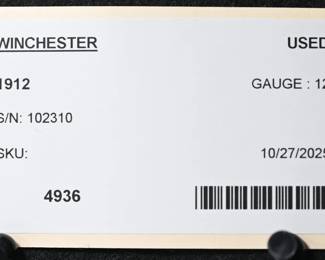 WINCHESTER USED
1912 GAUGE : 12
S/N: 102310
SKU: 10/27/2025
4936